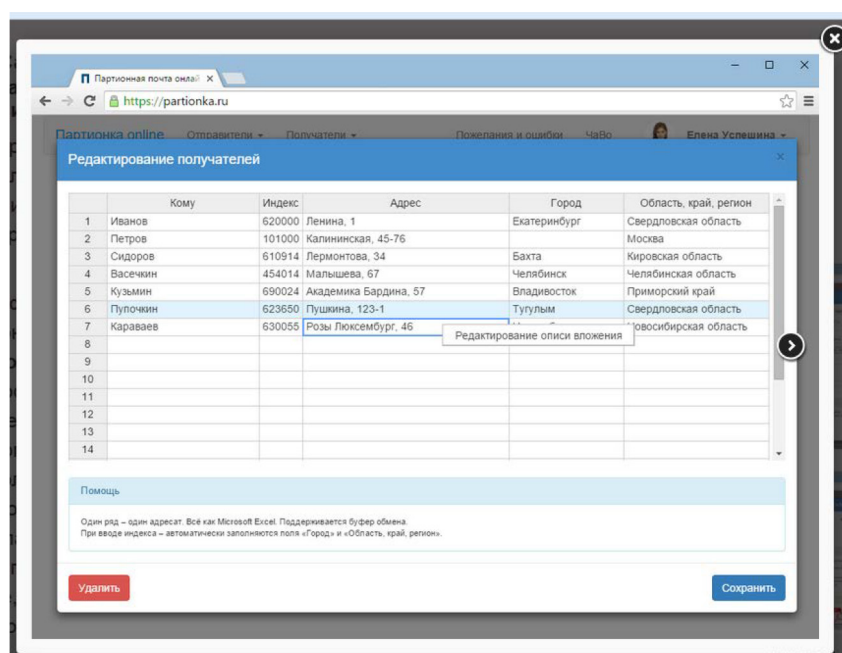 Партионная почта онлай
https://partionka.ru
Партионка online Отправители Получатели Пожелания и ошибки ЧаВо Елена Успешина
Редактирование получателей
Кому Индекс Адрес Город Область, край, регион
1 Иванов 620000 Ленина, 1 Екатеринбург Свердловская область
2 Петров 101000 Калининская, 45-76 Москва
3 Сидоров 610914 Лермонтова, 34 Бахта Кировская область
4 Васечкин 454014 Малышева, 67 Челябинск Челябинская область
5 Кузьмин 690024 Академика Бардина, 57 Владивосток Приморский край
6 Пупочкин 623650 Пушкина, 123-1 Тугулым Свердловская область
7 Караваев 630055 Розы Люксембург, 46 овосибирская область
Редактирование описи вложения
8
9
10
11
12
13
14
Помощь
Один ряд – один адресат. Всё как Microsoft Excel. Поддерживается буфер обмена.
При вводе индекса – автоматически заполняются поля «Город» и «Область, край, регион».
Удалить Сохранить